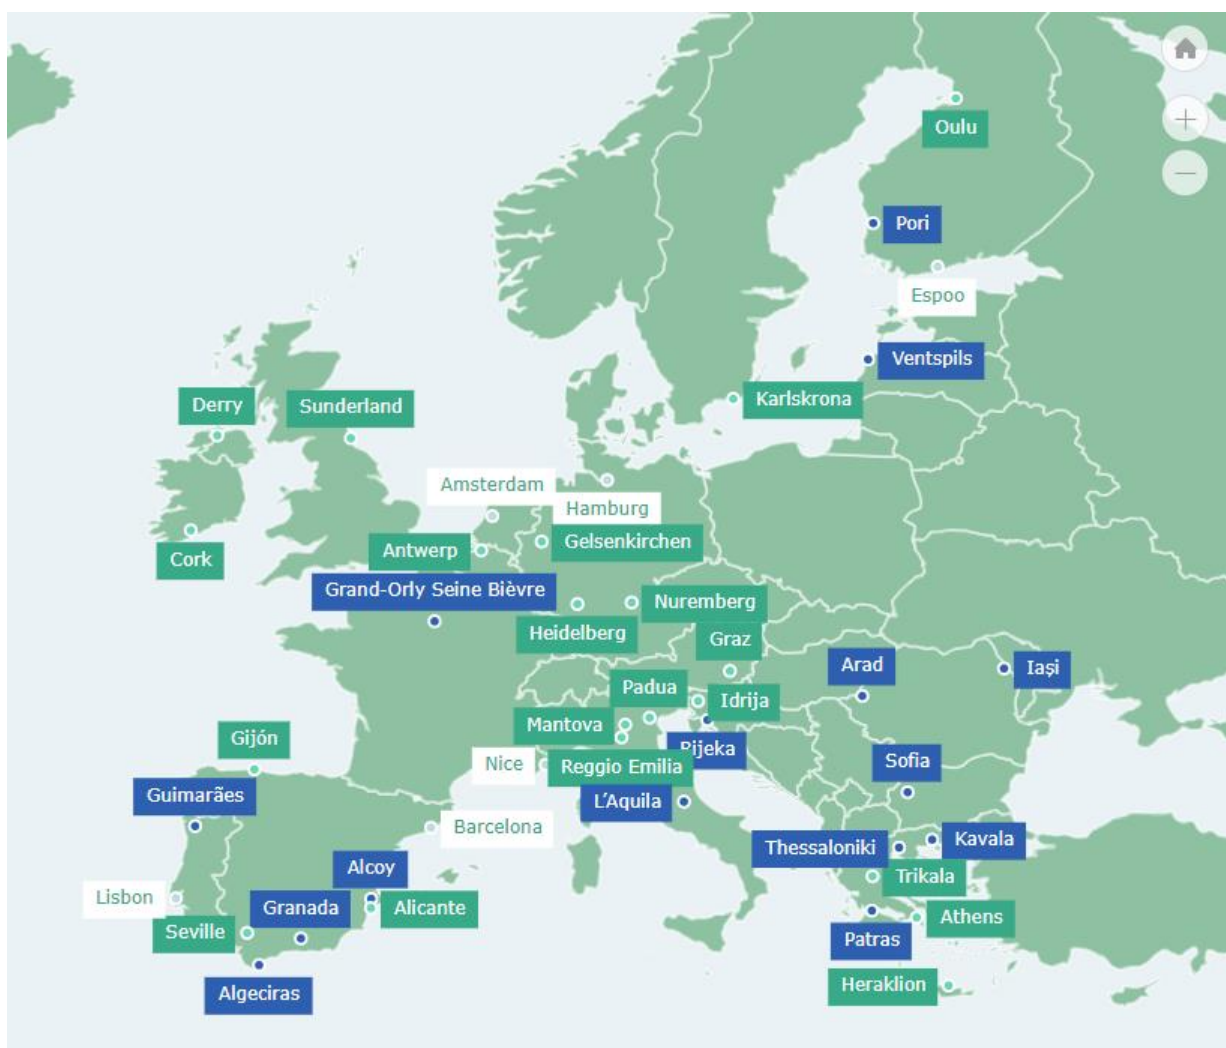 Oulu
Pori
Espoo
Ventspils
Karlskrona
Derry
Sunderland
Amsterdam
Hamburg
Cork
Antwerp
Gelsenkirchen
Grand-Orly Seine Bièvre
Nuremberg
Heidelberg
Graz
Arad
Iași
Padua
Idrija
Mantova
Gijón
Rijeka
Nice
Reggio Emilia
Sofia
Guimarães
L'Aquila
Barcelona
Kavala
Thessaloniki
Alcoy
Trikala
Lisbon
Granada
Alicante
Athens
Seville
Patras
Heraklion
Algeciras